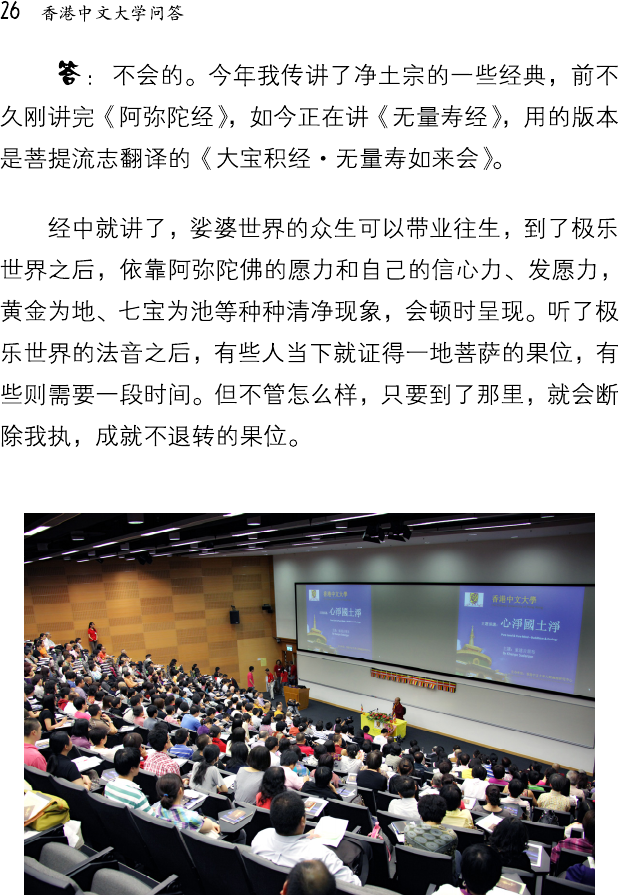 26 香港中文大学问答
答：不会的。今年我传讲了净土宗的一些经典，前不
久刚讲完《阿弥陀经》，如今正在讲《无量寿经》，用的版本
是菩提流志翻译的《大宝积经·无量寿如来会》。
经中就讲了，娑婆世界的众生可以带业往生，到了极乐
世界之后，依靠阿弥陀佛的愿力和自己的信心力、发愿力，
黄金为地、七宝为池等种种清净现象，会顿时呈现。听了极
乐世界的法音之后，有些人当下就证得一地菩萨的果位，有
些则需要一段时间。但不管怎么样，只要到了那里，就会断
除我执，成就不退转的果位。
香港中文大學
心淨國土淨
香港中文大學
心淨國土淨